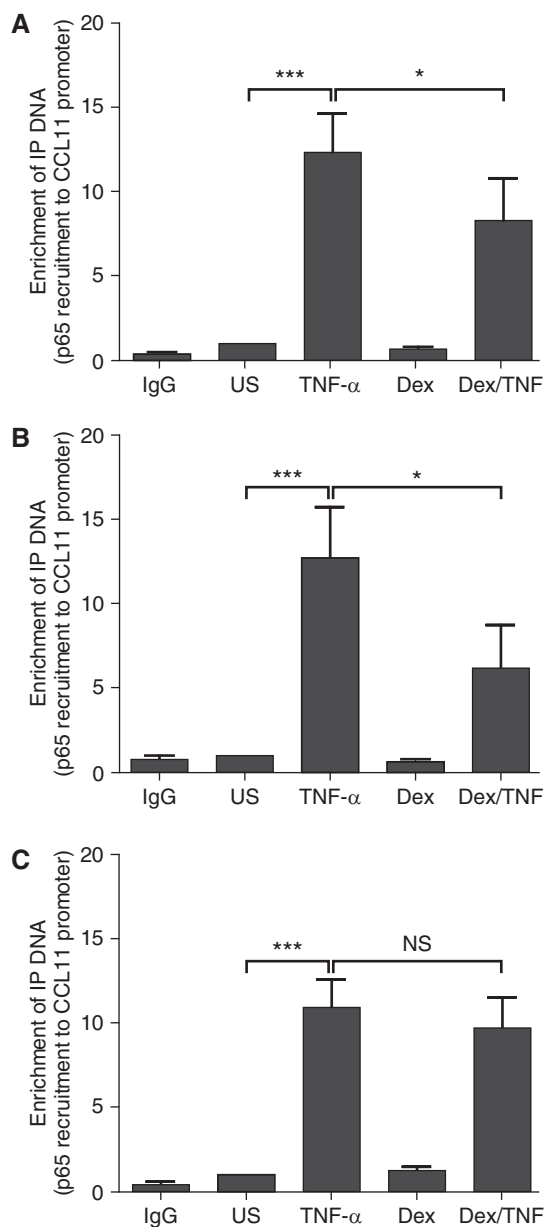 A
Enrichment of IP DNA
(p65 recruitment to CCL11 promoter)
20
15
10
5
0
***
*
IgG US TNF-α Dex Dex/TNF
B
Enrichment of IP DNA
(p65 recruitment to CCL11 promoter)
20
15
10
5
0
***
*
IgG US TNF-α Dex Dex/TNF
C
Enrichment of IP DNA
(p65 recruitment to CCL11 promoter)
20
15
10
5
0
***
NS
IgG US TNF-α Dex Dex/TNF